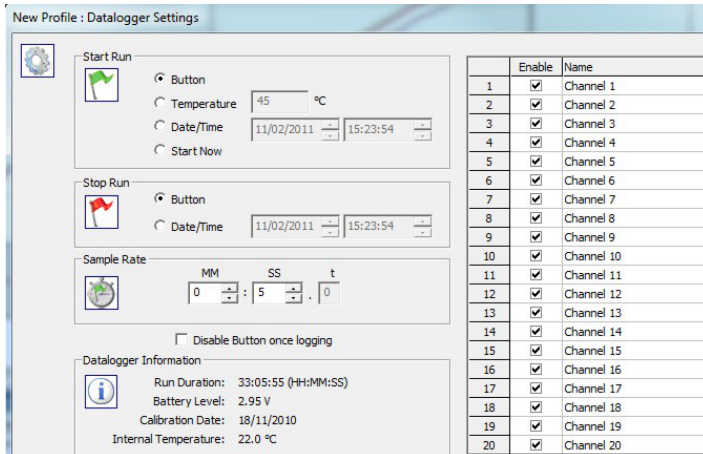 New Profile : Datalogger Settings
Start Run
Button
Temperature 45 °C
Date/Time 11/02/2011 15:23:54
Start Now
Stop Run
Button
Date/Time 11/02/2011 15:23:54
Sample Rate
MM SS t
0 : 5 . 0
Disable Button once logging
Datalogger Information
Run Duration: 33:05:55 (HH:MM:SS)
Battery Level: 2.95 V
Calibration Date: 18/11/2010
Internal Temperature: 22.0 °C
Enable Name
1 Channel 1
2 Channel 2
3 Channel 3
4 Channel 4
5 Channel 5
6 Channel 6
7 Channel 7
8 Channel 8
9 Channel 9
10 Channel 10
11 Channel 11
12 Channel 12
13 Channel 13
14 Channel 14
15 Channel 15
16 Channel 16
17 Channel 17
18 Channel 18
19 Channel 19
20 Channel 20